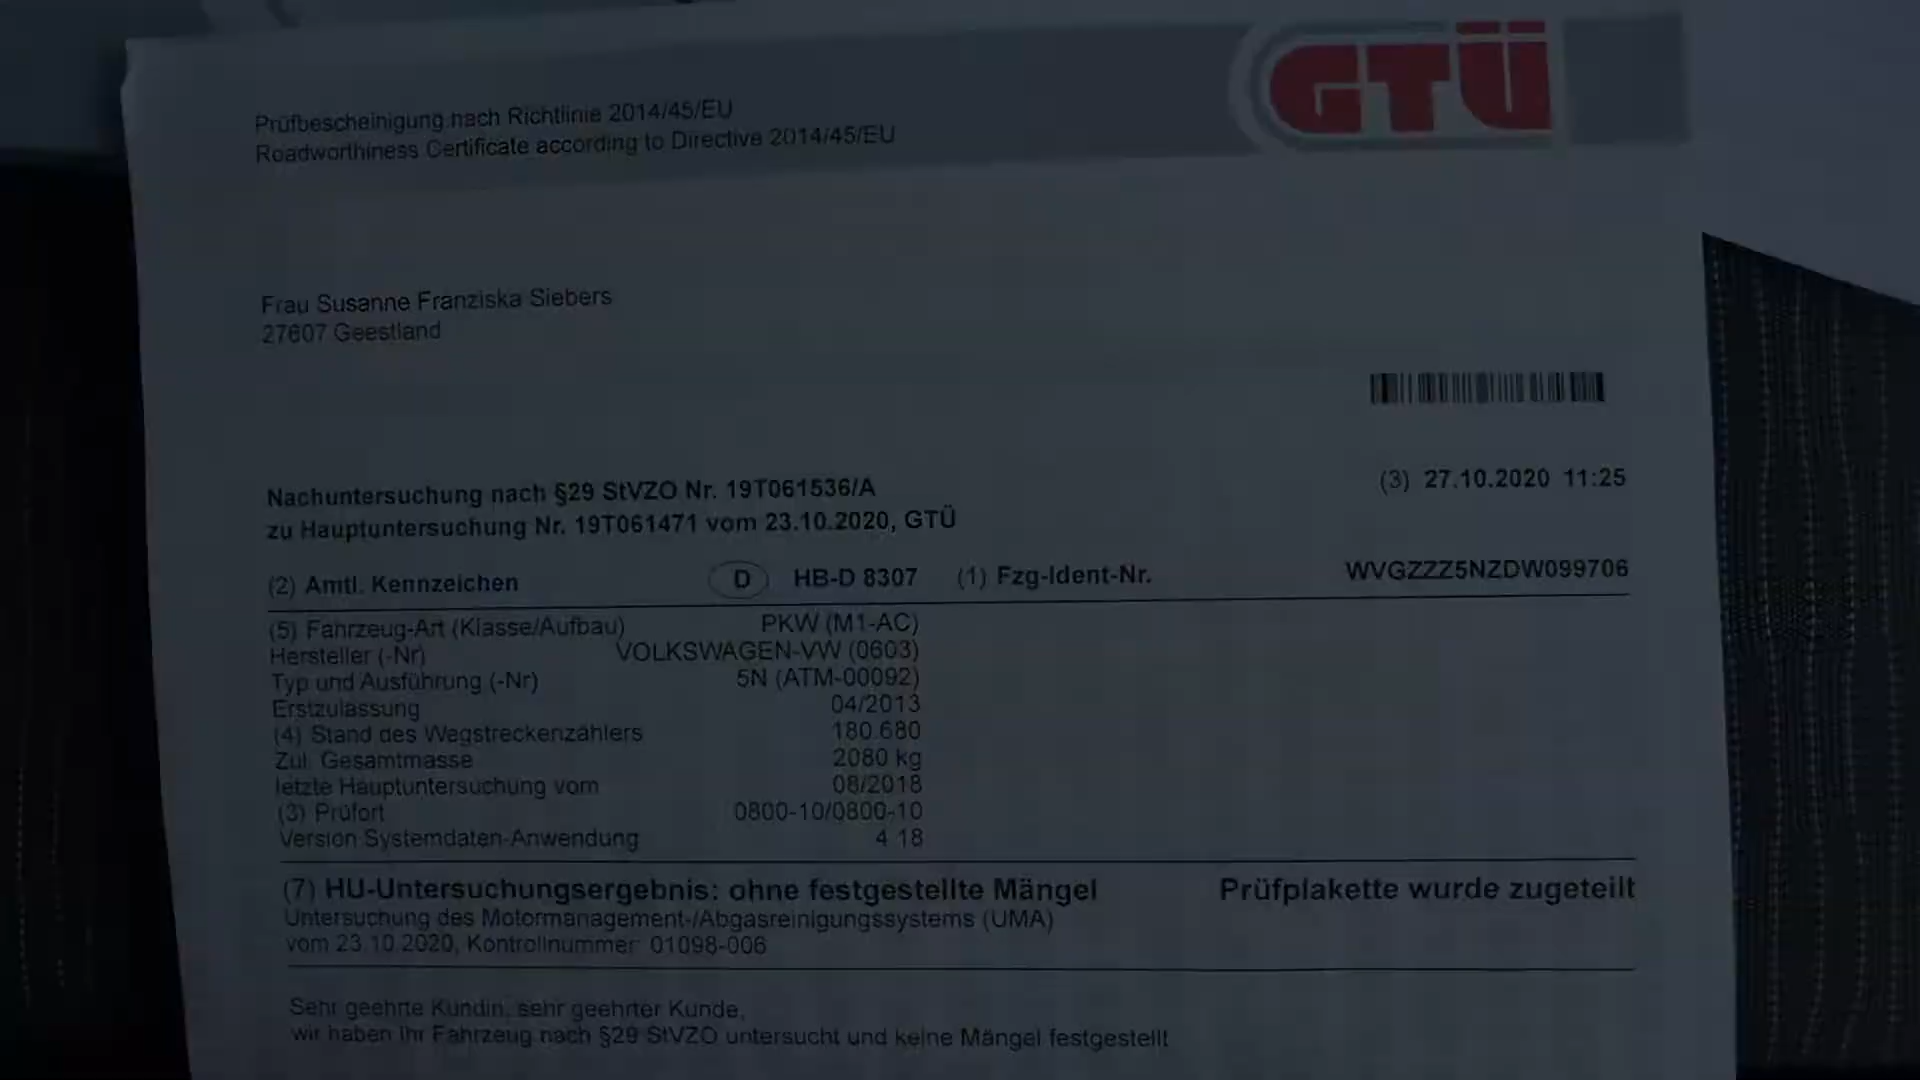 GTÜ
Prüfbescheinigung nach Richtlinie 2014/45/EU
Roadworthiness Certificate according to Directive 2014/45/EU
Frau Susanne Franziska Siebers
27607 Geestland
Nachuntersuchung nach §29 StVZO Nr. 19T061536/A (3) 27.10.2020 11:25
zu Hauptuntersuchung Nr. 19T061471 vom 23.10.2020, GTÜ
(2) Amtl. Kennzeichen D HB-D 8307 (1) Fzg-Ident-Nr. WVGZZZ5NZDW099706
(5) Fahrzeug-Art (Klasse/Aufbau) PKW (M1-AC)
Hersteller (-Nr) VOLKSWAGEN-VW (0603)
Typ und Ausführung (-Nr) 5N (ATM-00092)
Erstzulassung 04/2013
(4) Stand des Wegstreckenzählers 180.680
Zul. Gesamtmasse 2080 kg
letzte Hauptuntersuchung vom 08/2018
(3) Prüfort 0800-10/0800-10
Version Systemdaten-Anwendung 4.18
(7) HU-Untersuchungsergebnis: ohne festgestellte Mängel Prüfplakette wurde zugeteilt
Untersuchung des Motormanagement-/Abgasreinigungssystems (UMA)
vom 23.10.2020, Kontrollnummer: 01098-006
Sehr geehrte Kundin, sehr geehrter Kunde,
wir haben Ihr Fahrzeug nach §29 StVZO untersucht und keine Mängel festgestellt